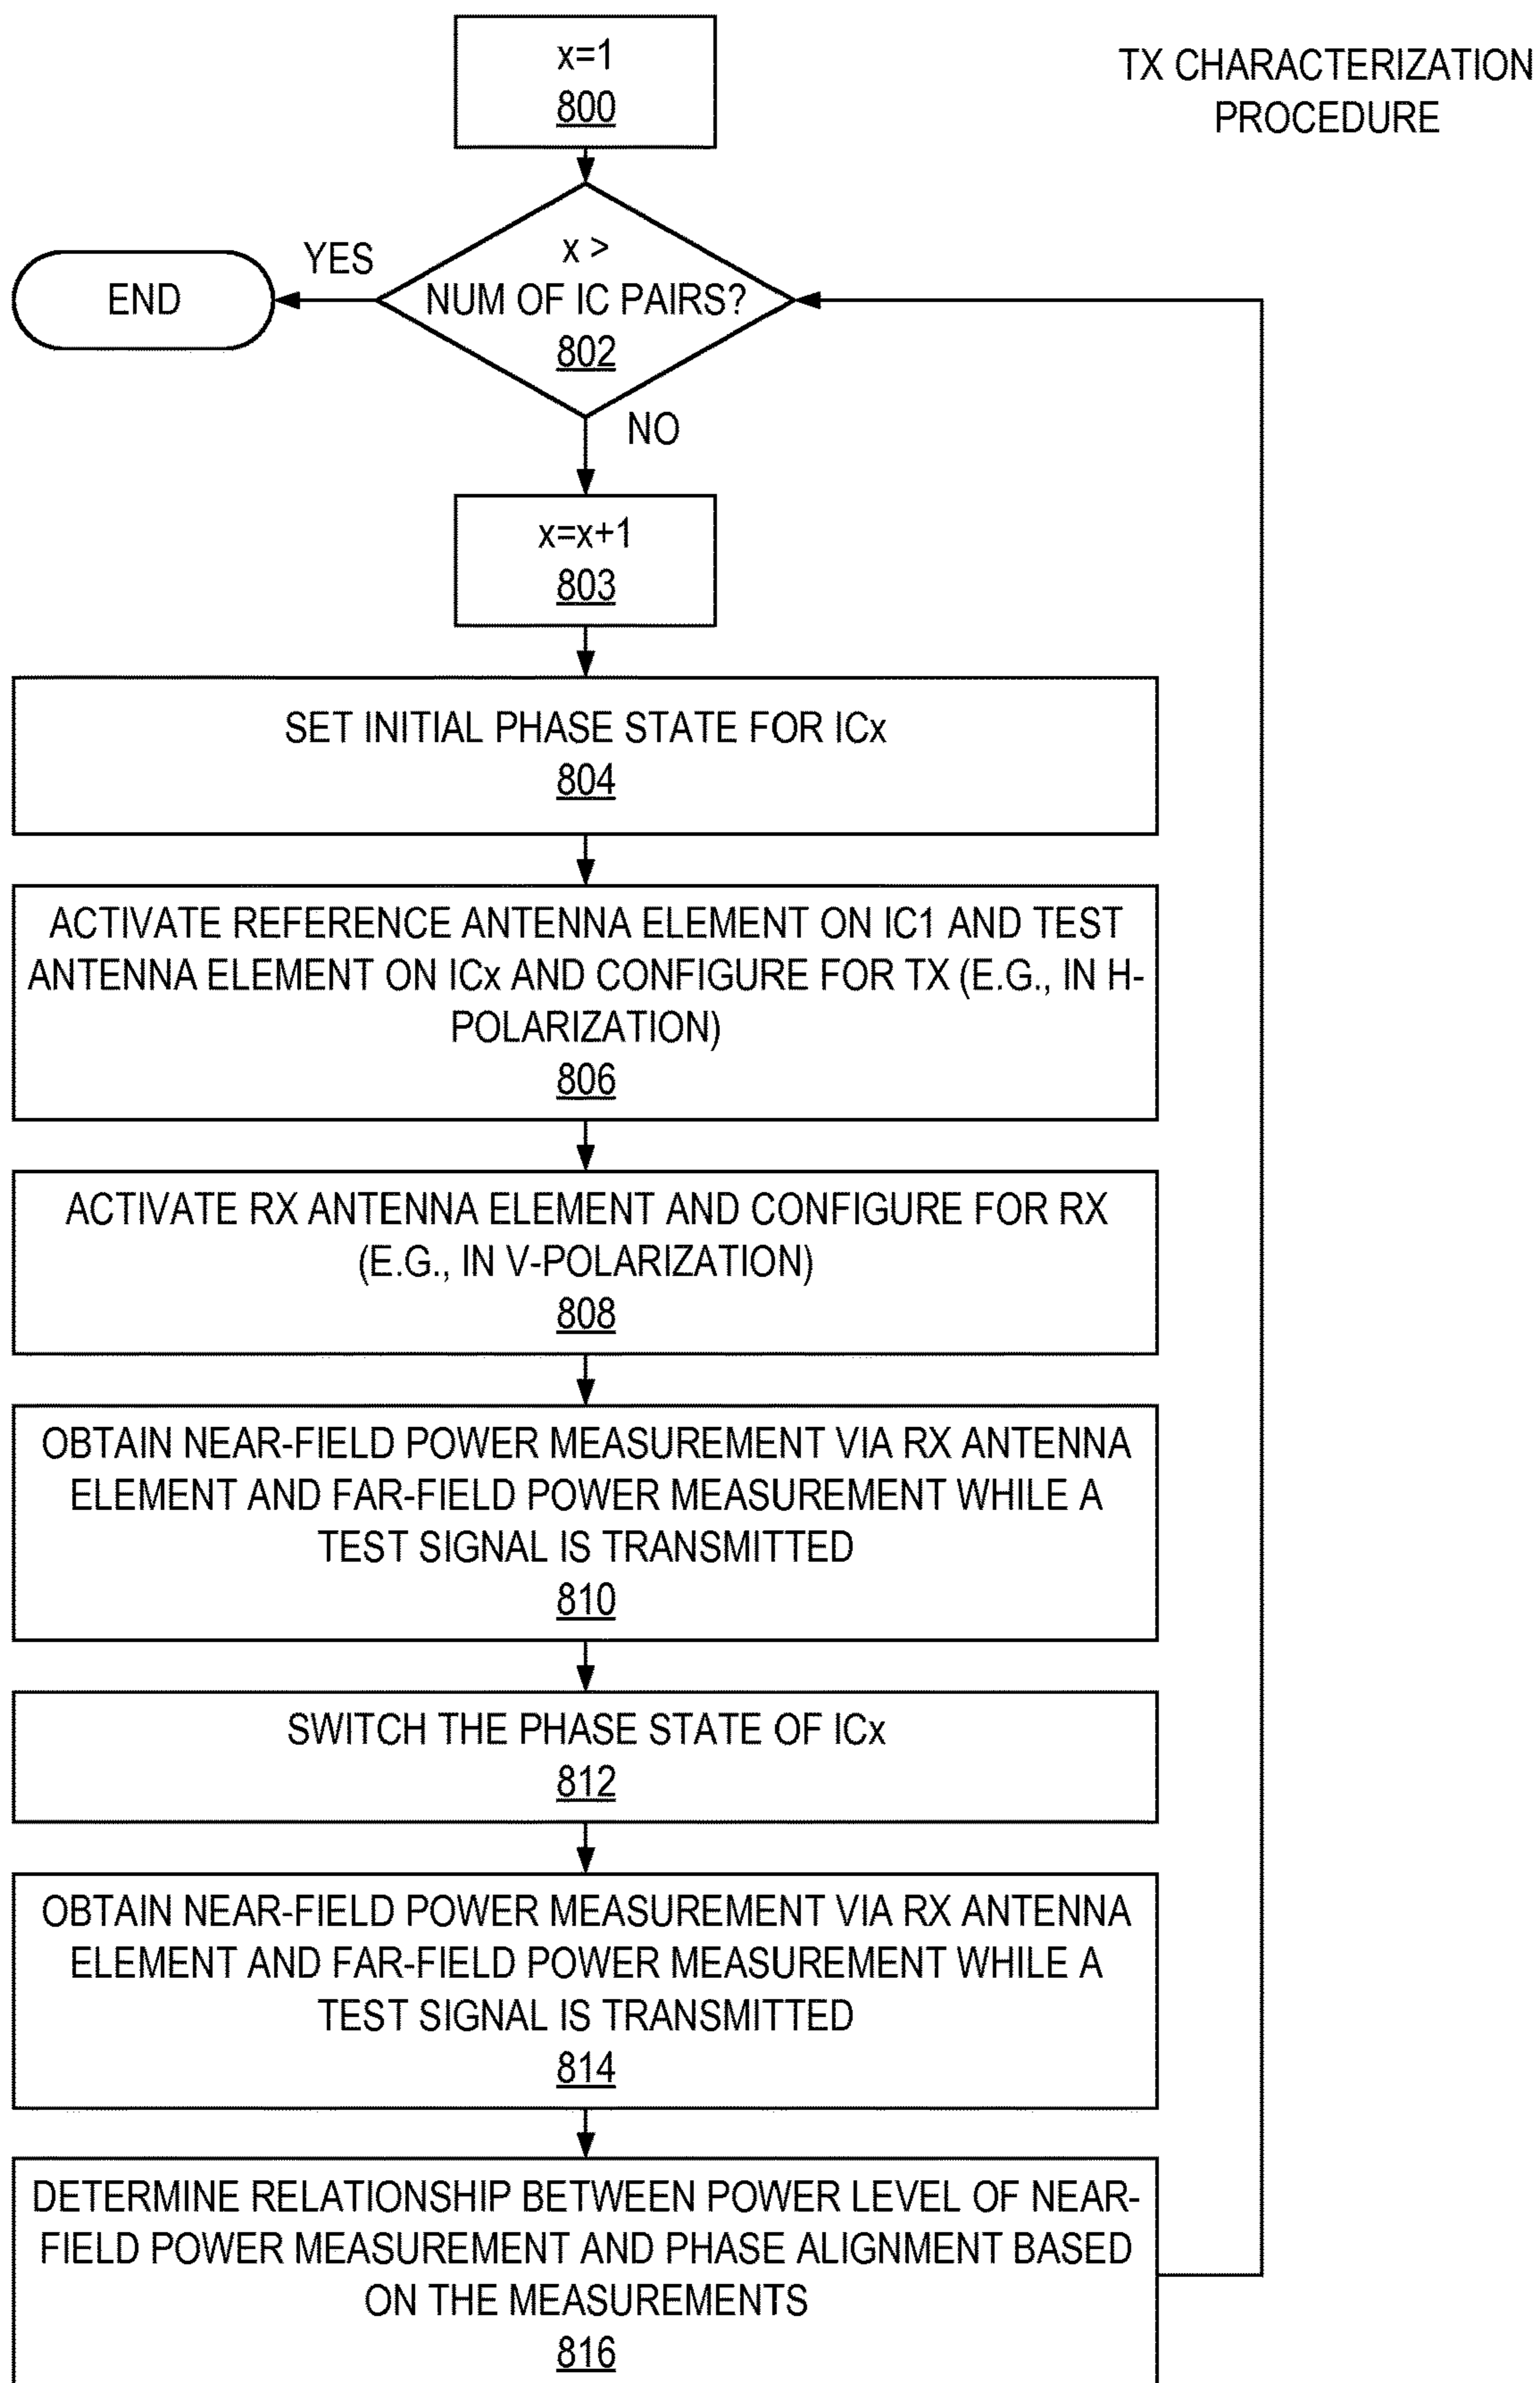 TX CHARACTERIZATION
PROCEDURE
x=1
800
x >
NUM OF IC PAIRS?
802
YES
END
NO
x=x+1
803
SET INITIAL PHASE STATE FOR ICx
804
ACTIVATE REFERENCE ANTENNA ELEMENT ON IC1 AND TEST
ANTENNA ELEMENT ON ICx AND CONFIGURE FOR TX (E.G., IN H-
POLARIZATION)
806
ACTIVATE RX ANTENNA ELEMENT AND CONFIGURE FOR RX
(E.G., IN V-POLARIZATION)
808
OBTAIN NEAR-FIELD POWER MEASUREMENT VIA RX ANTENNA
ELEMENT AND FAR-FIELD POWER MEASUREMENT WHILE A
TEST SIGNAL IS TRANSMITTED
810
SWITCH THE PHASE STATE OF ICx
812
OBTAIN NEAR-FIELD POWER MEASUREMENT VIA RX ANTENNA
ELEMENT AND FAR-FIELD POWER MEASUREMENT WHILE A
TEST SIGNAL IS TRANSMITTED
814
DETERMINE RELATIONSHIP BETWEEN POWER LEVEL OF NEAR-
FIELD POWER MEASUREMENT AND PHASE ALIGNMENT BASED
ON THE MEASUREMENTS
816